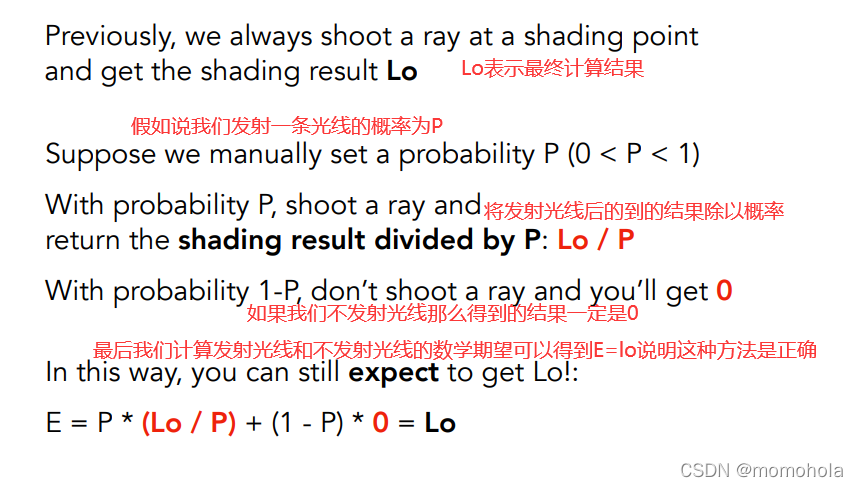 Previously, we always shoot a ray at a shading point
and get the shading result Lo
Lo表示最终计算结果
假如说我们发射一条光线的概率为P
Suppose we manually set a probability P (0 < P < 1)
With probability P, shoot a ray and
将发射光线后的到的结果除以概率
return the shading result divided by P: Lo / P
With probability 1-P, don’t shoot a ray and you’ll get 0
如果我们不发射光线那么得到的结果一定是0
最后我们计算发射光线和不发射光线的数学期望可以得到E=lo说明这种方法是正确
In this way, you can still expect to get Lo!:
E = P * (Lo / P) + (1 - P) * 0 = Lo
CSDN @momohola